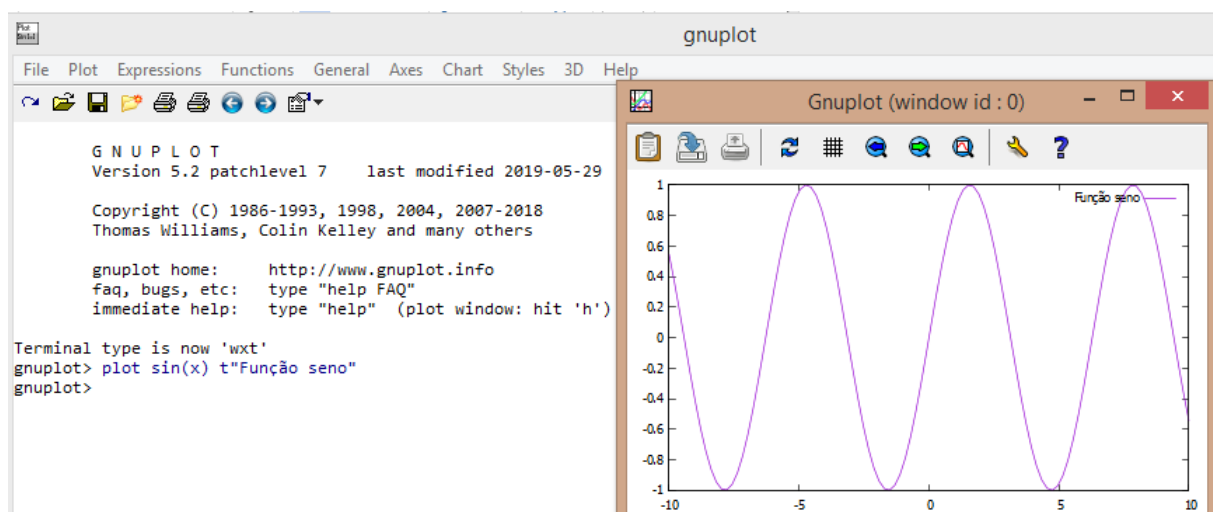 gnuplot
File Plot Expressions Functions General Axes Chart Styles 3D Help
G N U P L O T
Version 5.2 patchlevel 7 last modified 2019-05-29
Copyright (C) 1986-1993, 1998, 2004, 2007-2018
Thomas Williams, Colin Kelley and many others
gnuplot home: http://www.gnuplot.info
faq, bugs, etc: type "help FAQ"
immediate help: type "help" (plot window: hit 'h')
Terminal type is now 'wxt'
gnuplot> plot sin(x) t"Função seno"
gnuplot>
Gnuplot (window id : 0)
Função seno
1
0.8
0.6
0.4
0.2
0
-0.2
-0.4
-0.6
-0.8
-1
-10 -5 0 5 10